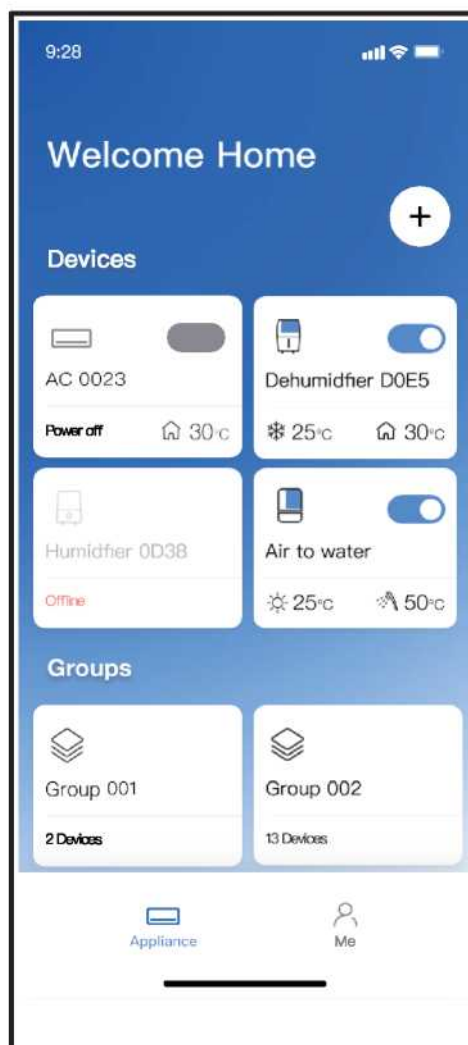 9:28
Welcome Home
+
Devices
AC 0023
Power off 30°C
Dehumidfier D0E5
25°C 30°C
Humidfier 0D38
Offline
Air to water
25°C 50°C
Groups
Group 001
2 Devices
Group 002
13 Devices
Appliance
Me